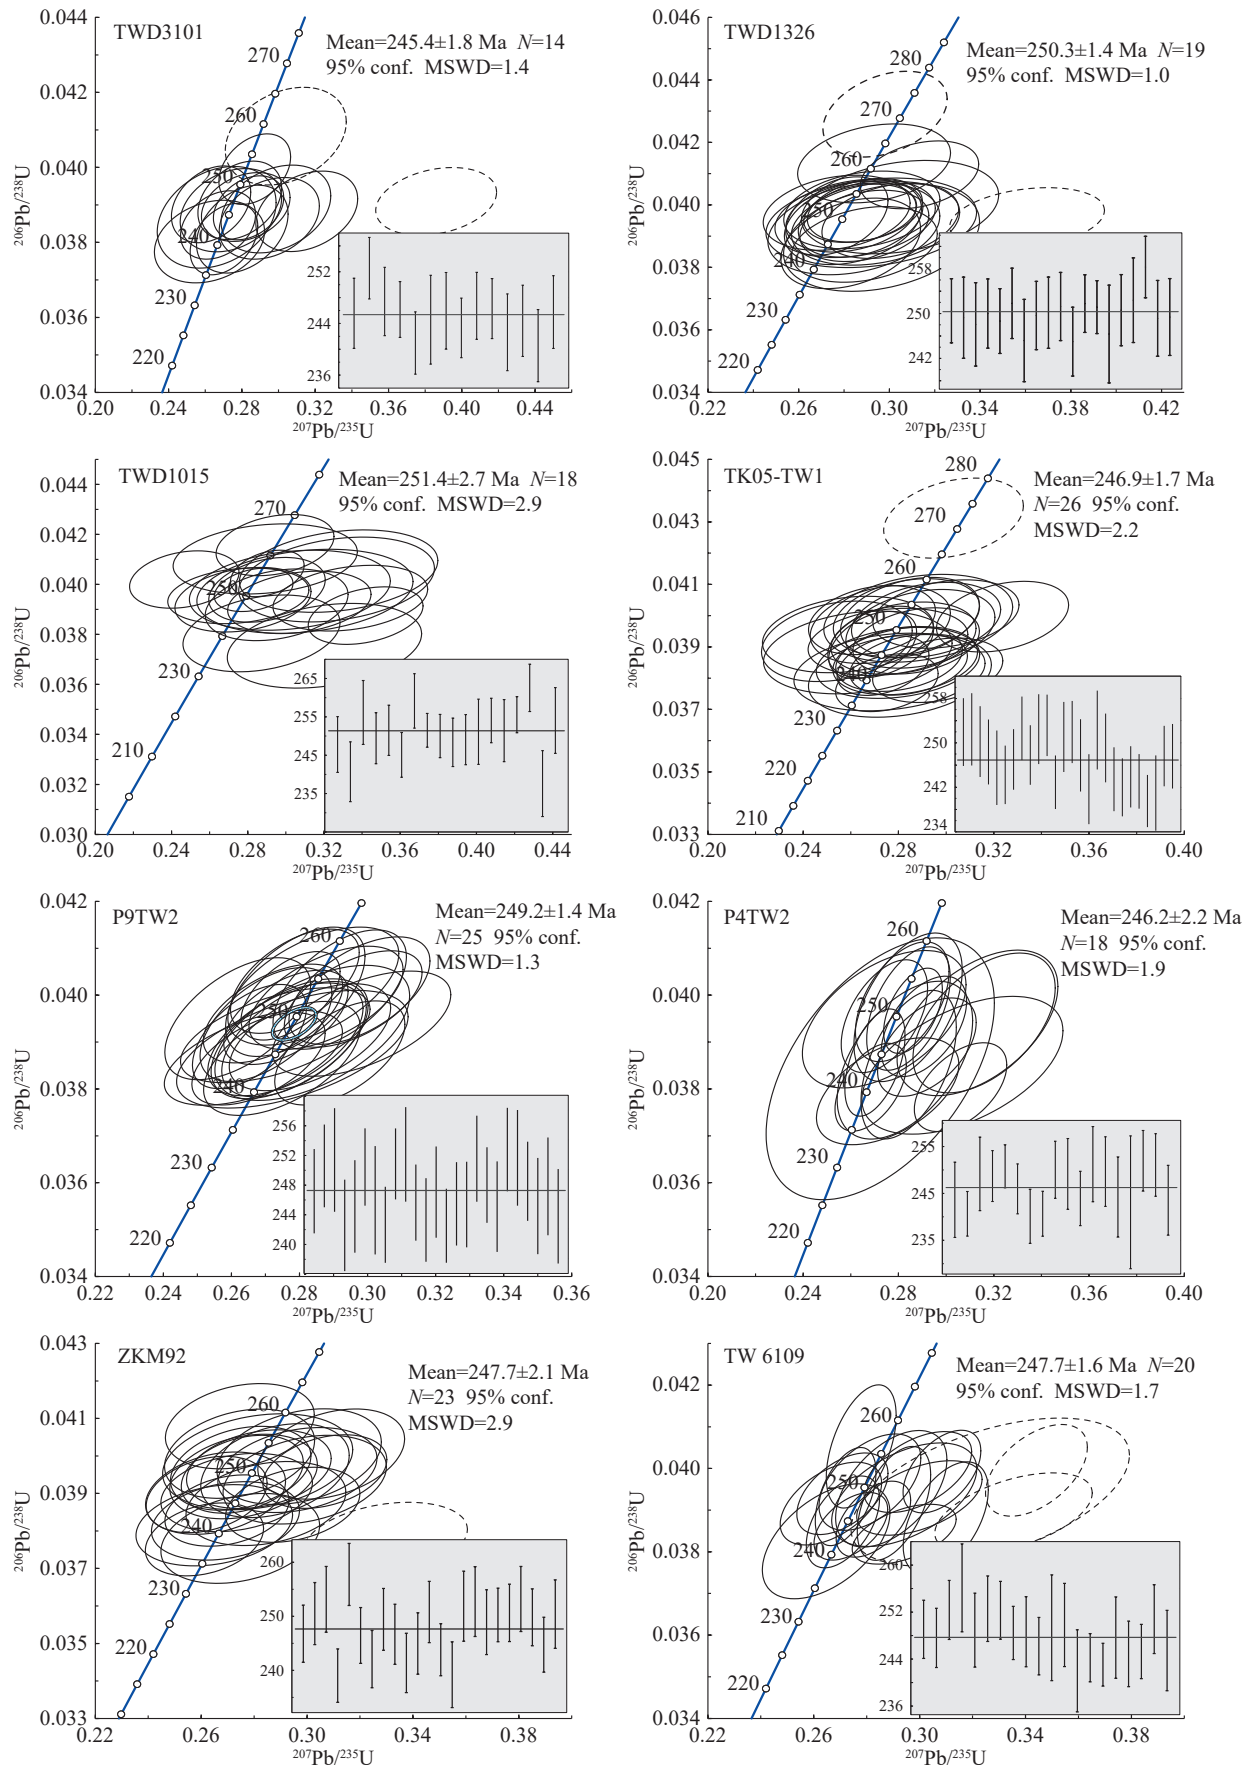 TWD3101
Mean=245.4±1.8 Ma N=14
95% conf. MSWD=1.4
0.044
0.042
0.040
0.038
0.036
0.034
206Pb/238U
270
260
250
240
230
220
252
244
236
0.20 0.24 0.28 0.32 0.36 0.40 0.44
207Pb/235U
TWD1326
Mean=250.3±1.4 Ma N=19
95% conf. MSWD=1.0
0.046
0.044
0.042
0.040
0.038
0.036
0.034
206Pb/238U
280
270
260
250
240
230
220
258
250
242
0.22 0.26 0.30 0.34 0.38 0.42
207Pb/235U
TWD1015
Mean=251.4±2.7 Ma N=18
95% conf. MSWD=2.9
0.044
0.042
0.040
0.038
0.036
0.034
0.032
0.030
206Pb/238U
270
250
230
210
265
255
245
235
0.20 0.24 0.28 0.32 0.36 0.40 0.44
207Pb/235U
TK05-TW1
Mean=246.9±1.7 Ma
N=26 95% conf.
MSWD=2.2
0.045
0.043
0.041
0.039
0.037
0.035
0.033
206Pb/238U
280
270
260
250
240
230
220
210
258
250
242
234
0.20 0.24 0.28 0.32 0.36 0.40
207Pb/235U
P9TW2
Mean=249.2±1.4 Ma
N=25 95% conf.
MSWD=1.3
0.042
0.040
0.038
0.036
0.034
206Pb/238U
260
250
240
230
220
256
252
248
244
240
0.22 0.24 0.26 0.28 0.30 0.32 0.34 0.36
207Pb/235U
P4TW2
Mean=246.2±2.2 Ma
N=18 95% conf.
MSWD=1.9
0.042
0.040
0.038
0.036
0.034
206Pb/238U
260
250
240
230
220
255
245
235
0.20 0.24 0.28 0.32 0.36 0.40
207Pb/235U
ZKM92
Mean=247.7±2.1 Ma
N=23 95% conf.
MSWD=2.9
0.043
0.041
0.039
0.037
0.035
0.033
206Pb/238U
260
250
240
230
220
260
250
240
0.22 0.26 0.30 0.34 0.38
207Pb/235U
TW 6109
Mean=247.7±1.6 Ma N=20
95% conf. MSWD=1.7
0.042
0.040
0.038
0.036
0.034
206Pb/238U
260
250
240
230
220
260
252
244
236
0.22 0.26 0.30 0.34 0.38
207Pb/235U